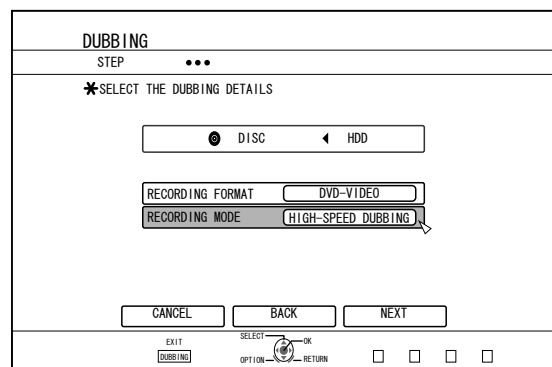 DUBBING
STEP
SELECT THE DUBBING DETAILS
DISC HDD
RECORDING FORMAT DVD-VIDEO
RECORDING MODE HIGH-SPEED DUBBING
CANCEL BACK NEXT
EXIT SELECT OK
DUBBING OPTION RETURN